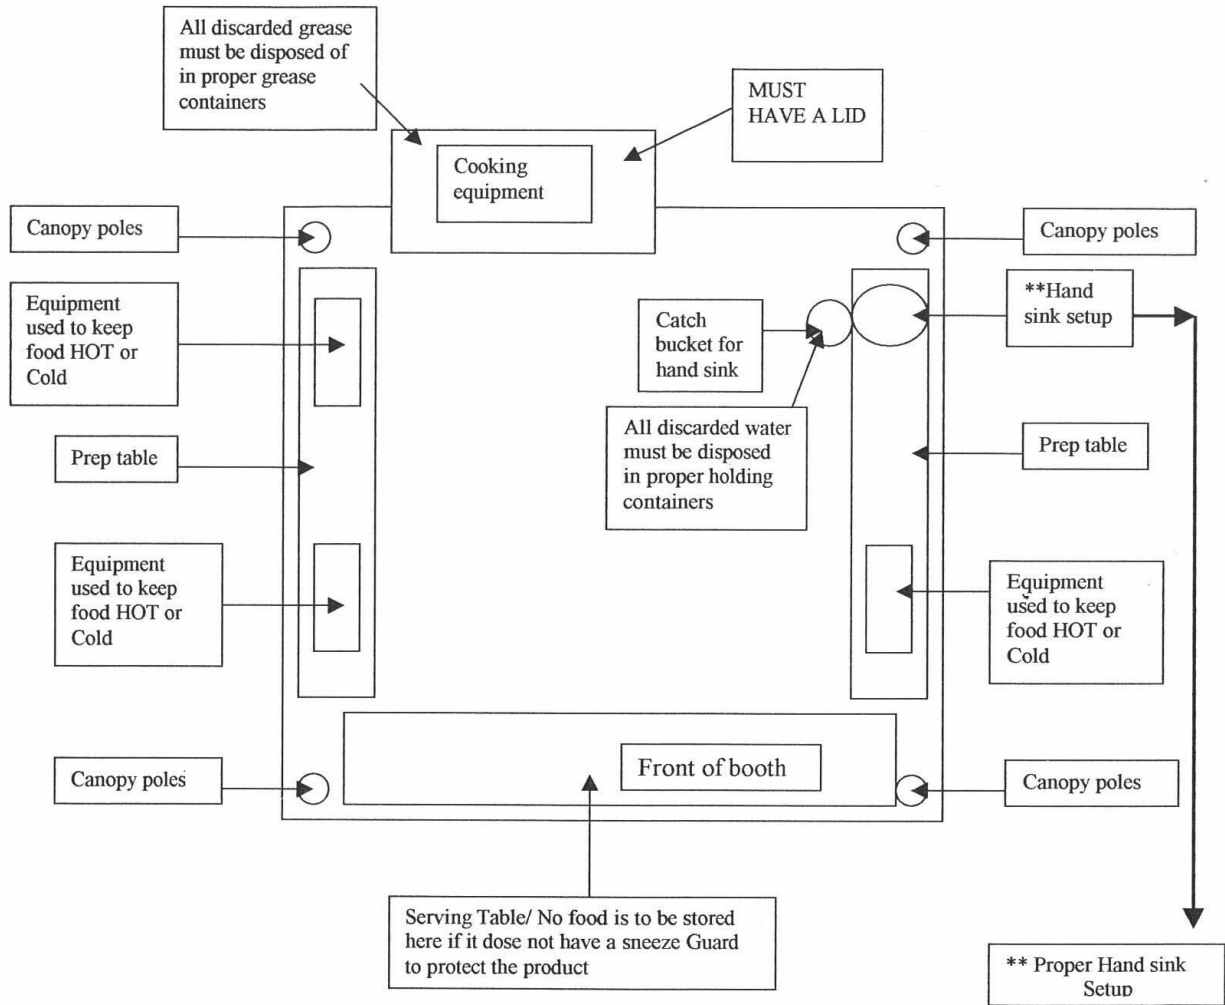 All discarded grease
must be disposed of
in proper grease
containers
MUST
HAVE A LID
Cooking
equipment
Canopy poles
Canopy poles
Equipment
used to keep
food HOT or
Cold
Catch
bucket for
hand sink
**Hand
sink setup
All discarded water
must be disposed
in proper holding
containers
Prep table
Prep table
Equipment
used to keep
food HOT or
Cold
Equipment
used to keep
food HOT or
Cold
Front of booth
Canopy poles
Canopy poles
Serving Table/ No food is to be stored
here if it dose not have a sneeze Guard
to protect the product
** Proper Hand sink
Setup